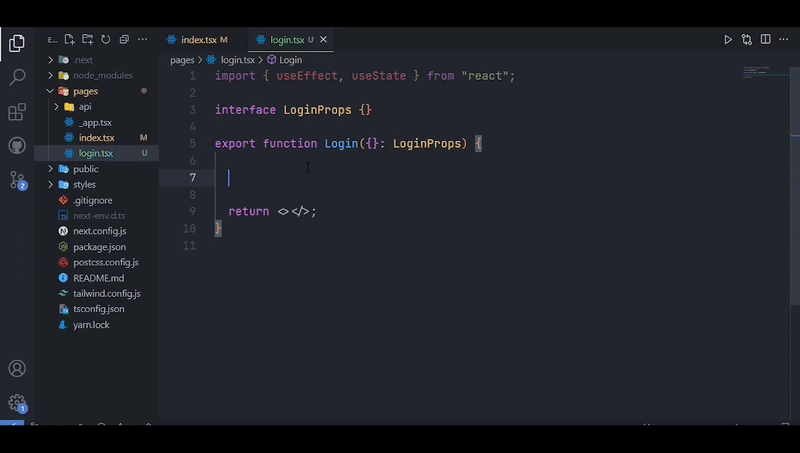 E...
index.tsx M
login.tsx U
.next
node_modules
pages
api
_app.tsx
index.tsx M
login.tsx U
public
styles
.gitignore
next-env.d.ts
next.config.js
package.json
postcss.config.js
README.md
tailwind.config.js
tsconfig.json
yarn.lock
2
1
pages > login.tsx > Login
1 import { useEffect, useState } from "react";
2
3 interface LoginProps {}
4
5 export function Login({}: LoginProps) {
6
7
8
9 return <></>;
10 }
11